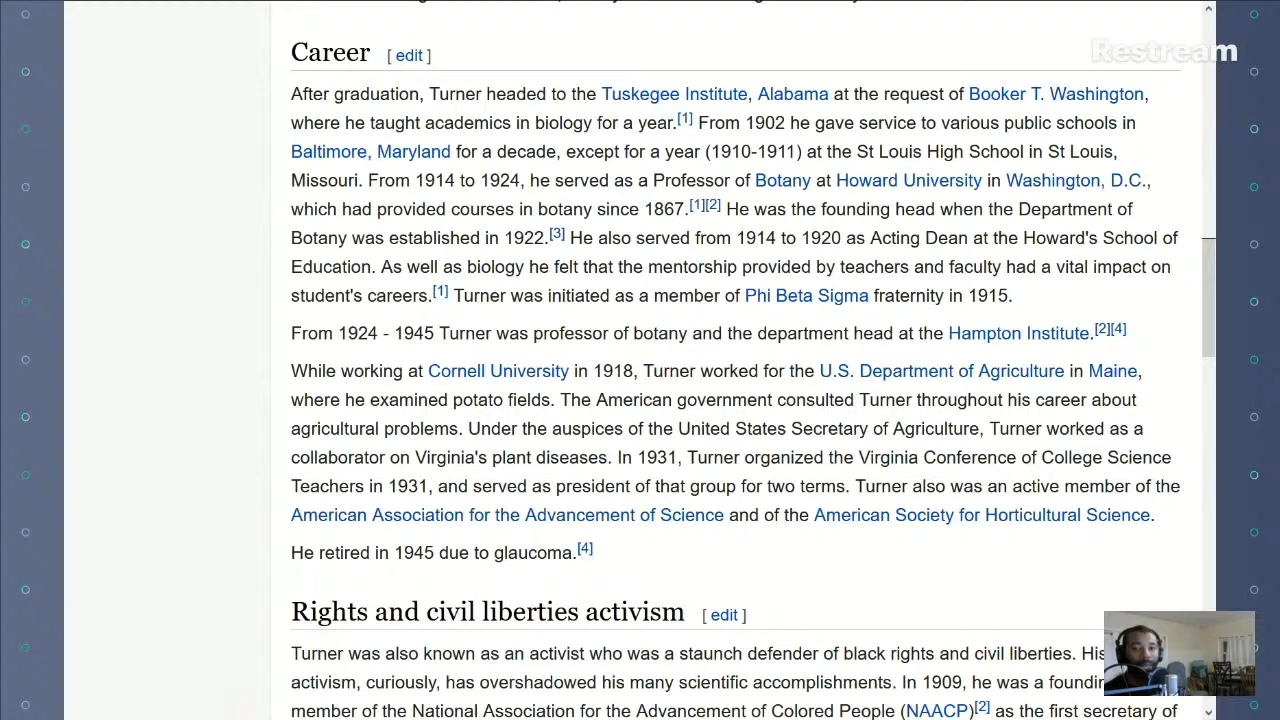 Career [ edit ]
Restream
After graduation, Turner headed to the Tuskegee Institute, Alabama at the request of Booker T. Washington,
where he taught academics in biology for a year.[1] From 1902 he gave service to various public schools in
Baltimore, Maryland for a decade, except for a year (1910-1911) at the St Louis High School in St Louis,
Missouri. From 1914 to 1924, he served as a Professor of Botany at Howard University in Washington, D.C.,
which had provided courses in botany since 1867.[1][2] He was the founding head when the Department of
Botany was established in 1922.[3] He also served from 1914 to 1920 as Acting Dean at the Howard's School of
Education. As well as biology he felt that the mentorship provided by teachers and faculty had a vital impact on
student's careers.[1] Turner was initiated as a member of Phi Beta Sigma fraternity in 1915.
From 1924 - 1945 Turner was professor of botany and the department head at the Hampton Institute.[2][4]
While working at Cornell University in 1918, Turner worked for the U.S. Department of Agriculture in Maine,
where he examined potato fields. The American government consulted Turner throughout his career about
agricultural problems. Under the auspices of the United States Secretary of Agriculture, Turner worked as a
collaborator on Virginia's plant diseases. In 1931, Turner organized the Virginia Conference of College Science
Teachers in 1931, and served as president of that group for two terms. Turner also was an active member of the
American Association for the Advancement of Science and of the American Society for Horticultural Science.
He retired in 1945 due to glaucoma.[4]
Rights and civil liberties activism [ edit ]
Turner was also known as an activist who was a staunch defender of black rights and civil liberties. His
activism, curiously, has overshadowed his many scientific accomplishments. In 1909, he was a
member of the National Association for the Advancement of Colored People (NAACP)[2] as the first secretary of